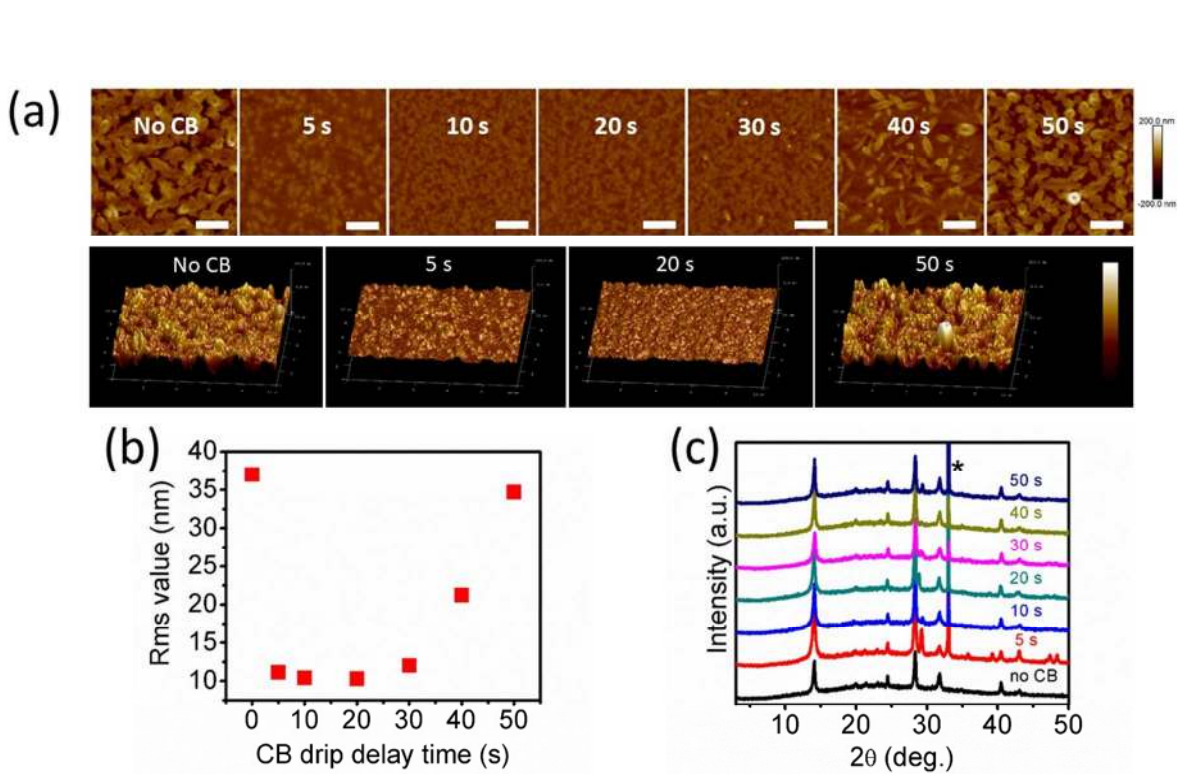 (a)
No CB 5 s 10 s 20 s 30 s 40 s 50 s
200.0 nm
-200.0 nm
No CB 5 s 20 s 50 s
(b)
40
35
30
25
20
15
10
Rms value (nm)
0 5 10 20 30 40 50
CB drip delay time (s)
(c)
*
50 s
40 s
30 s
20 s
10 s
5 s
no CB
Intensity (a.u.)
10 20 30 40 50
2θ (deg.)